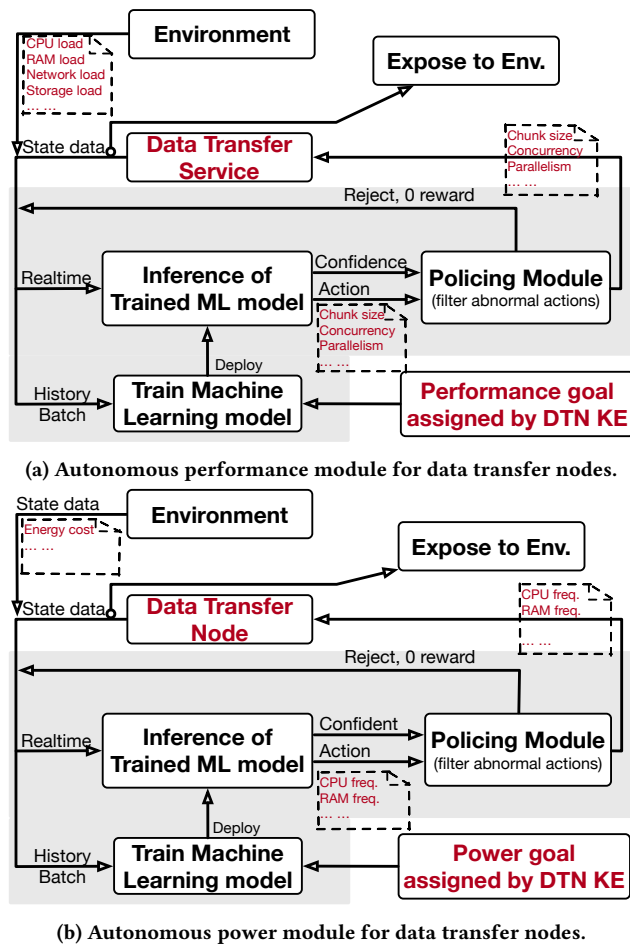 Environment
CPU load
RAM load
Network load
Storage load
... ...
Expose to Env.
State data
Data Transfer
Service
Chunk size
Concurrency
Parallelism
... ...
Reject, 0 reward
Realtime
Inference of
Trained ML model
Confidence
Action
Policing Module
(filter abnormal actions)
Chunk size
Concurrency
Parallelism
... ...
Deploy
History
Batch
Train Machine
Learning model
Performance goal
assigned by DTN KE
(a) Autonomous performance module for data transfer nodes.
State data
Environment
Energy cost
... ...
Expose to Env.
State data
Data Transfer
Node
CPU freq.
RAM freq.
... ...
Reject, 0 reward
Realtime
Inference of
Trained ML model
Confident
Action
Policing Module
(filter abnormal actions)
CPU freq.
RAM freq.
... ...
Deploy
History
Batch
Train Machine
Learning model
Power goal
assigned by DTN KE
(b) Autonomous power module for data transfer nodes.